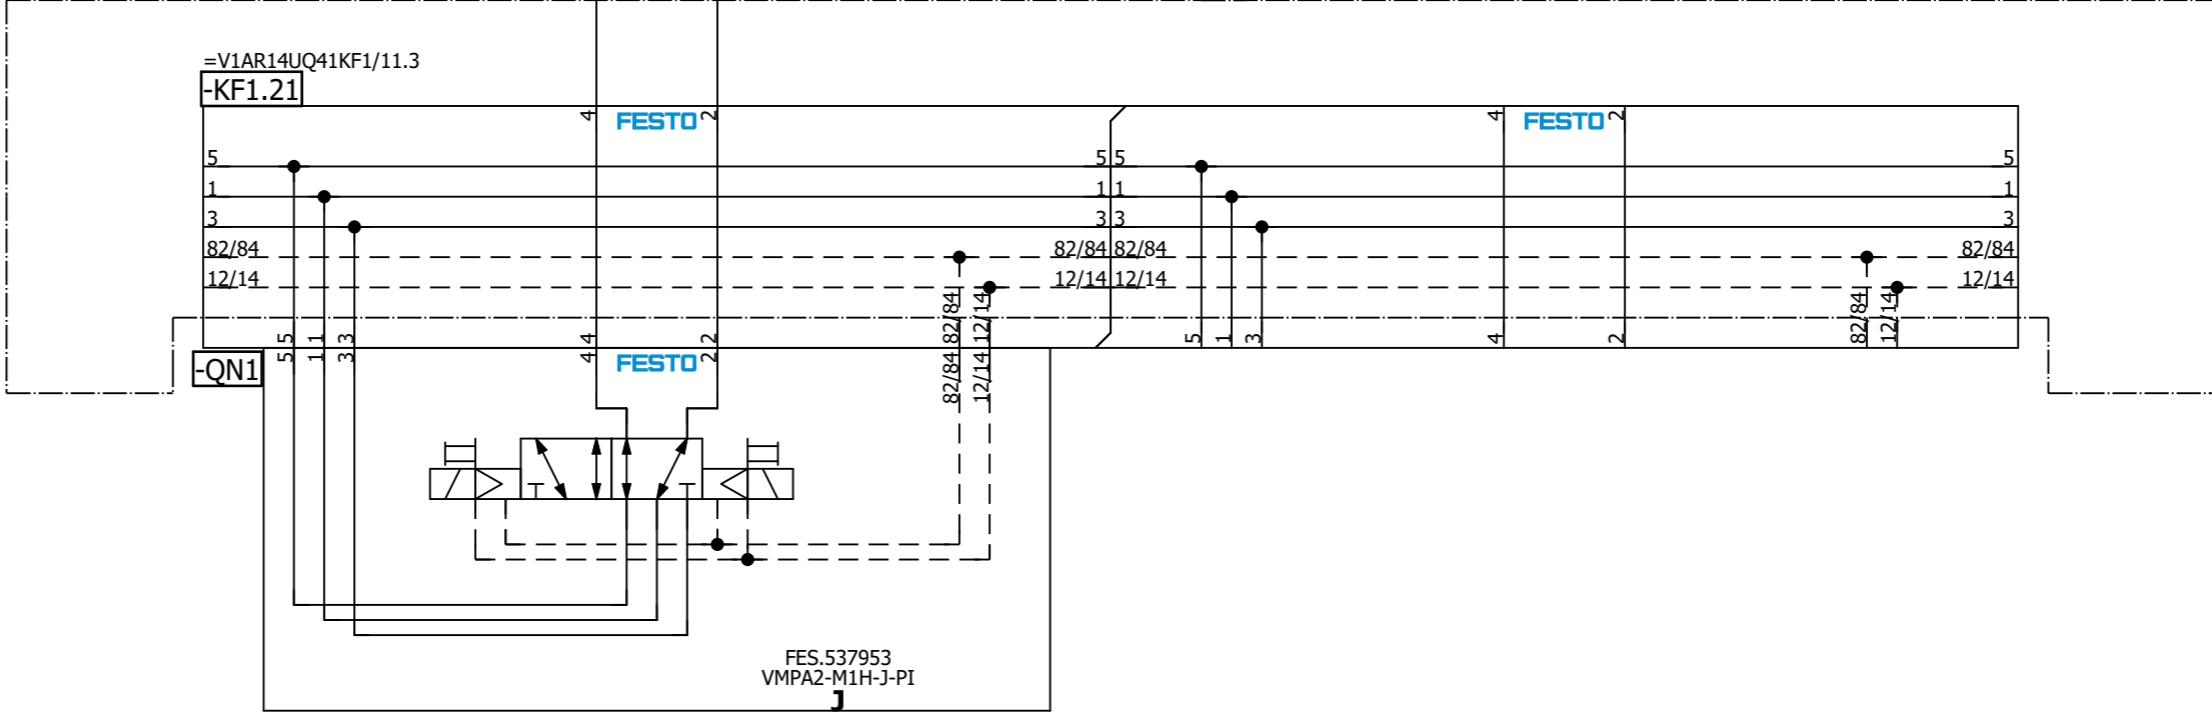 =V1AR14UQ41KF1/11.3
-KF1.21
4 FESTO 2 4 FESTO 2
5 5 5 5
1 1 1 1
3 3 3 3
82/84 82/84 82/84 82/84
12/14 12/14 12/14 12/14
5 1 3 4 2 82/84 12/14 5 1 3 4 2 82/84 12/14
-QN1
5 1 3 4 FESTO 2 82/84 12/14
FES.537953
VMPA2-M1H-J-PI
J